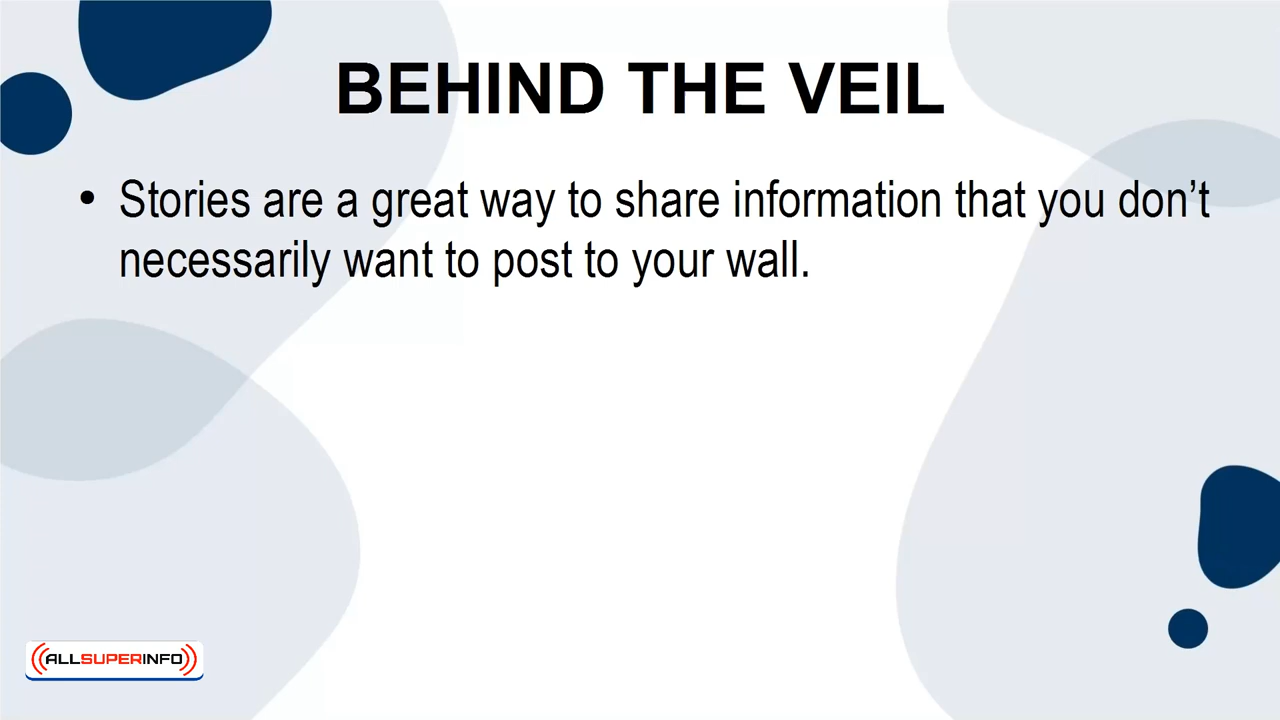 BEHIND THE VEIL
• Stories are a great way to share information that you don’t
necessarily want to post to your wall.
ALLSUPERINFO